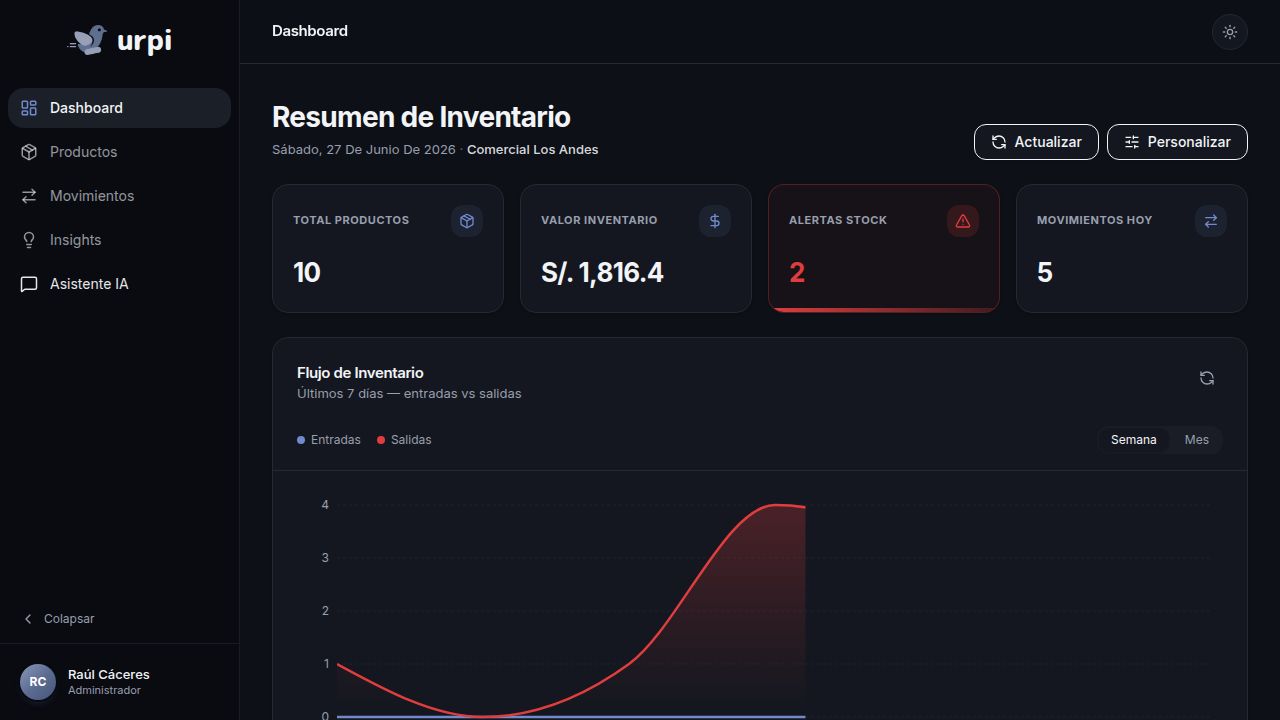 urpi
Dashboard
Productos
Movimientos
Insights
Asistente IA
Colapsar
RC
Raúl Cáceres
Administrador
Dashboard
Resumen de Inventario
Sábado, 27 De Junio De 2026 · Comercial Los Andes
Actualizar
Personalizar
TOTAL PRODUCTOS
10
VALOR INVENTARIO
S/. 1,816.4
ALERTAS STOCK
2
MOVIMIENTOS HOY
5
Flujo de Inventario
Últimos 7 días — entradas vs salidas
Entradas
Salidas
Semana
Mes
4
3
2
1
0